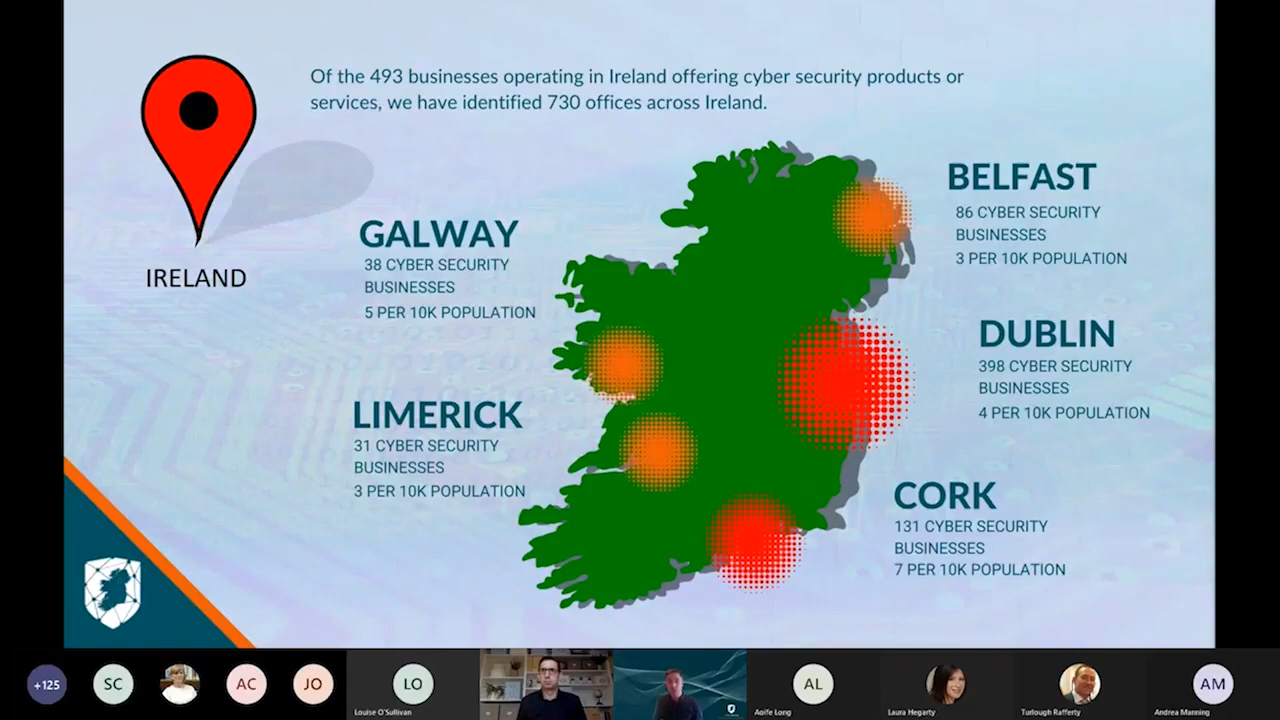 Of the 493 businesses operating in Ireland offering cyber security products or
services, we have identified 730 offices across Ireland.
IRELAND
GALWAY
38 CYBER SECURITY
BUSINESSES
5 PER 10K POPULATION
LIMERICK
31 CYBER SECURITY
BUSINESSES
3 PER 10K POPULATION
BELFAST
86 CYBER SECURITY
BUSINESSES
3 PER 10K POPULATION
DUBLIN
398 CYBER SECURITY
BUSINESSES
4 PER 10K POPULATION
CORK
131 CYBER SECURITY
BUSINESSES
7 PER 10K POPULATION
+125
SC
AC
JO
LO
Louise O'Sullivan
AL
Aoife Long
Laura Hegarty
Turlough Rafferty
AM
Andrea Manning